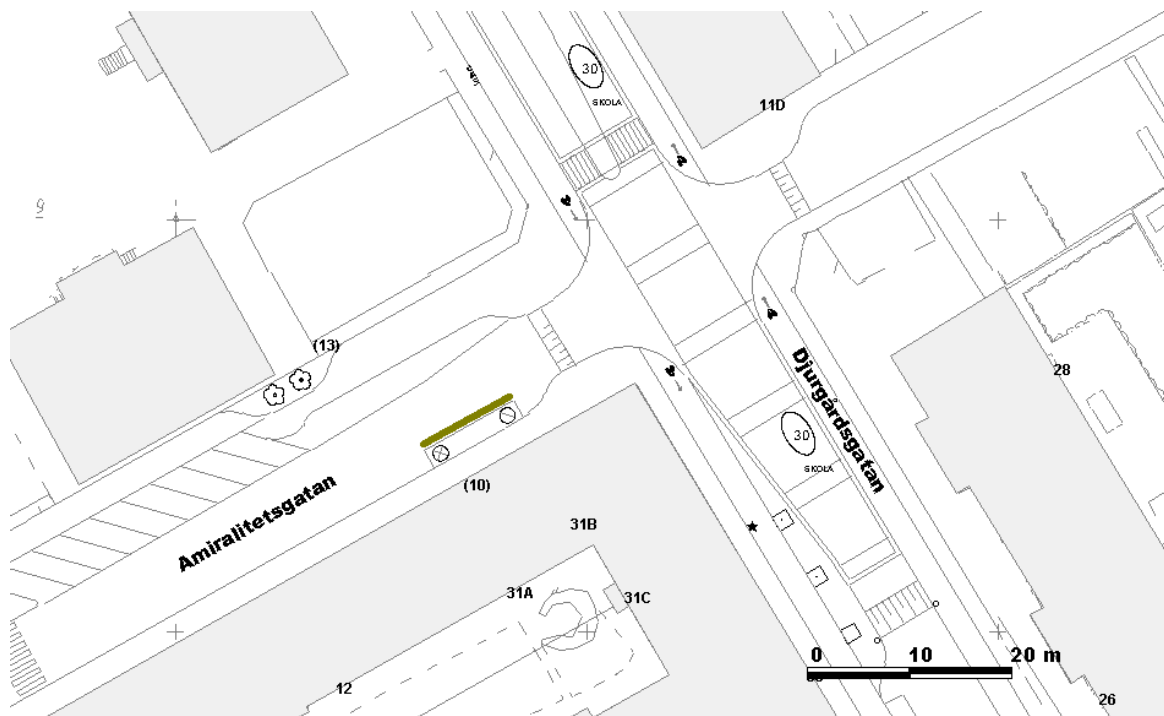 30
SKOLA
11D
9
(13)
28
Djurgårdsgatan
30
SKOLA
(10)
Amiralitetsgatan
31B
31A
31C
0 10 20 m
12
26